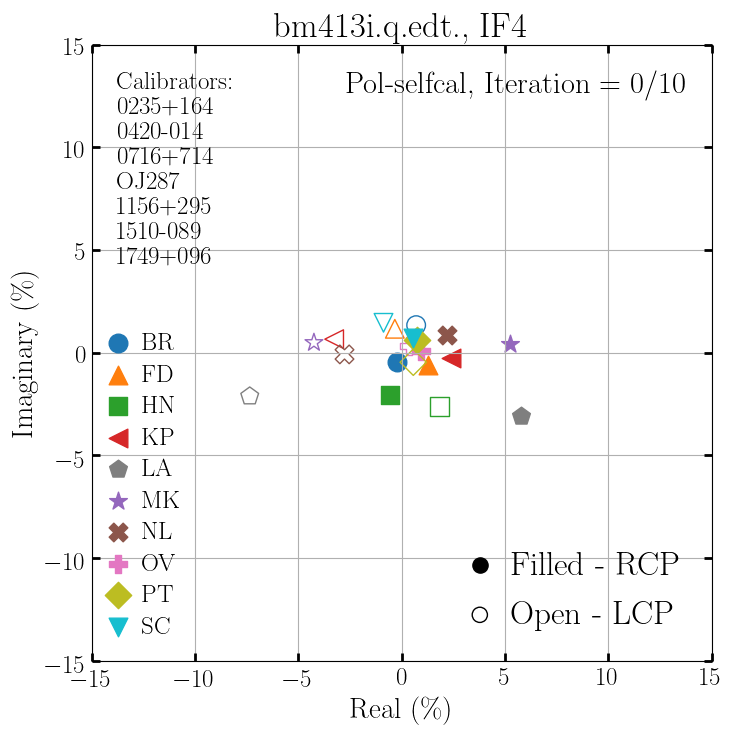 bm413i.q.edt., IF4
Pol-selfcal, Iteration = 0/10
Calibrators:
0235+164
0420-014
0716+714
OJ287
1156+295
1510-089
1749+096
15
10
5
0
−5
−10
−15
Imaginary (%)
BR
FD
HN
KP
LA
MK
NL
OV
PT
SC
Filled - RCP
Open - LCP
−15
−10
−5
0
5
10
15
Real (%)